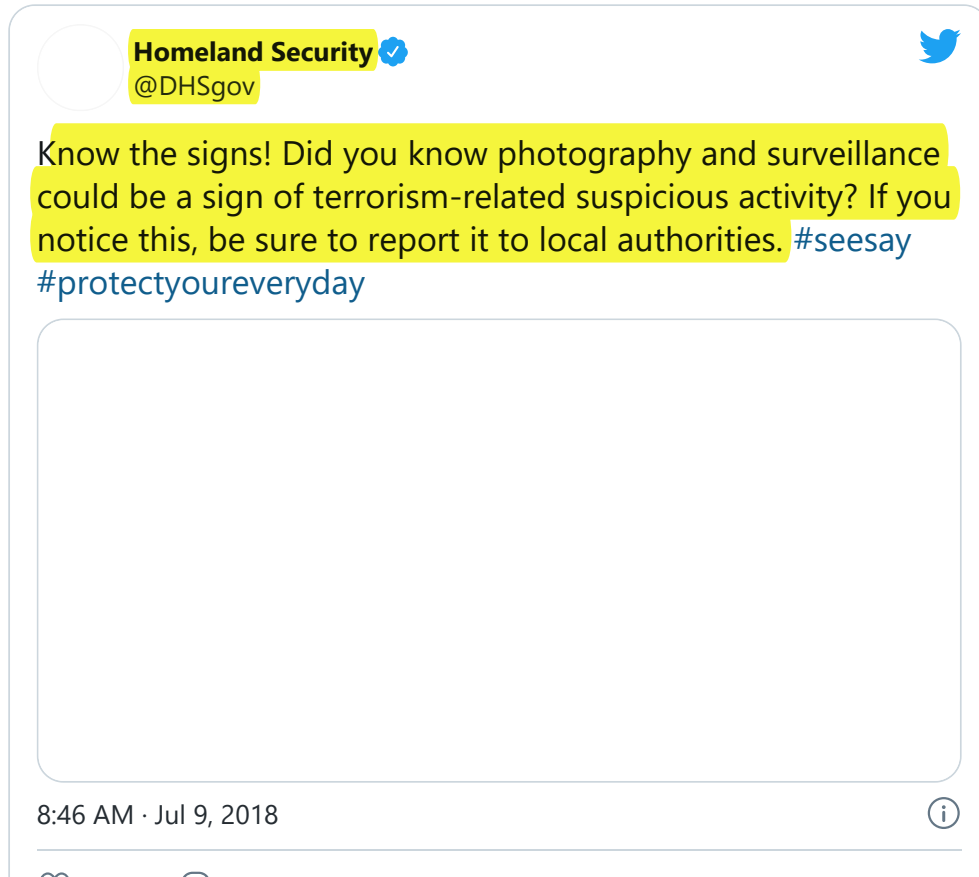 Homeland Security
@DHSgov
Know the signs! Did you know photography and surveillance
could be a sign of terrorism-related suspicious activity? If you
notice this, be sure to report it to local authorities. #seesay
#protectyoureveryday
8:46 AM · Jul 9, 2018